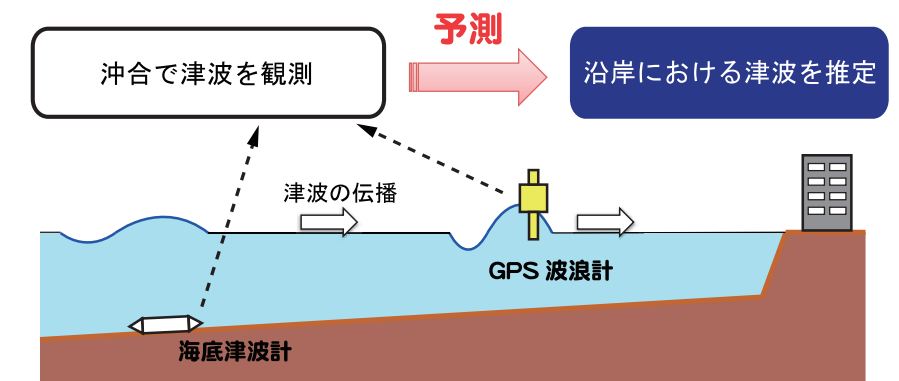 予測
沖合で津波を観測
沿岸における津波を推定
津波の伝播
GPS 波浪計
海底津波計